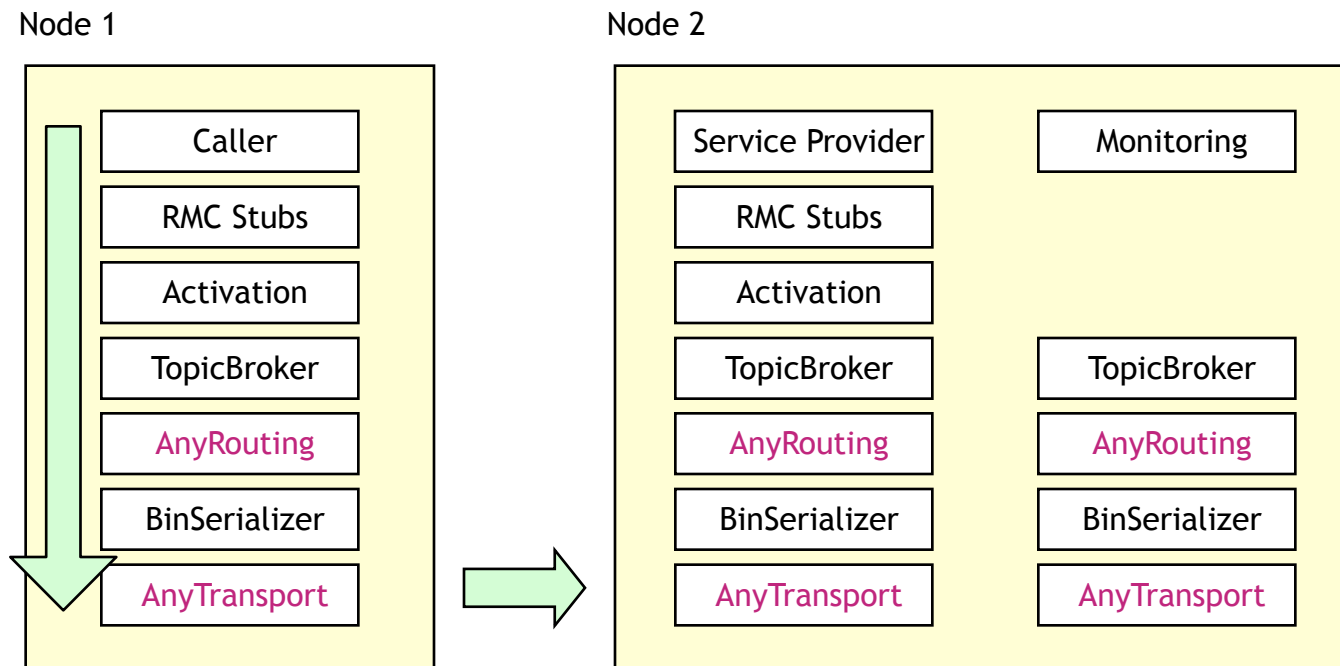 Node 1
Node 2
Caller
RMC Stubs
Activation
TopicBroker
AnyRouting
BinSerializer
AnyTransport
Service Provider
RMC Stubs
Activation
TopicBroker
AnyRouting
BinSerializer
AnyTransport
Monitoring
TopicBroker
AnyRouting
BinSerializer
AnyTransport